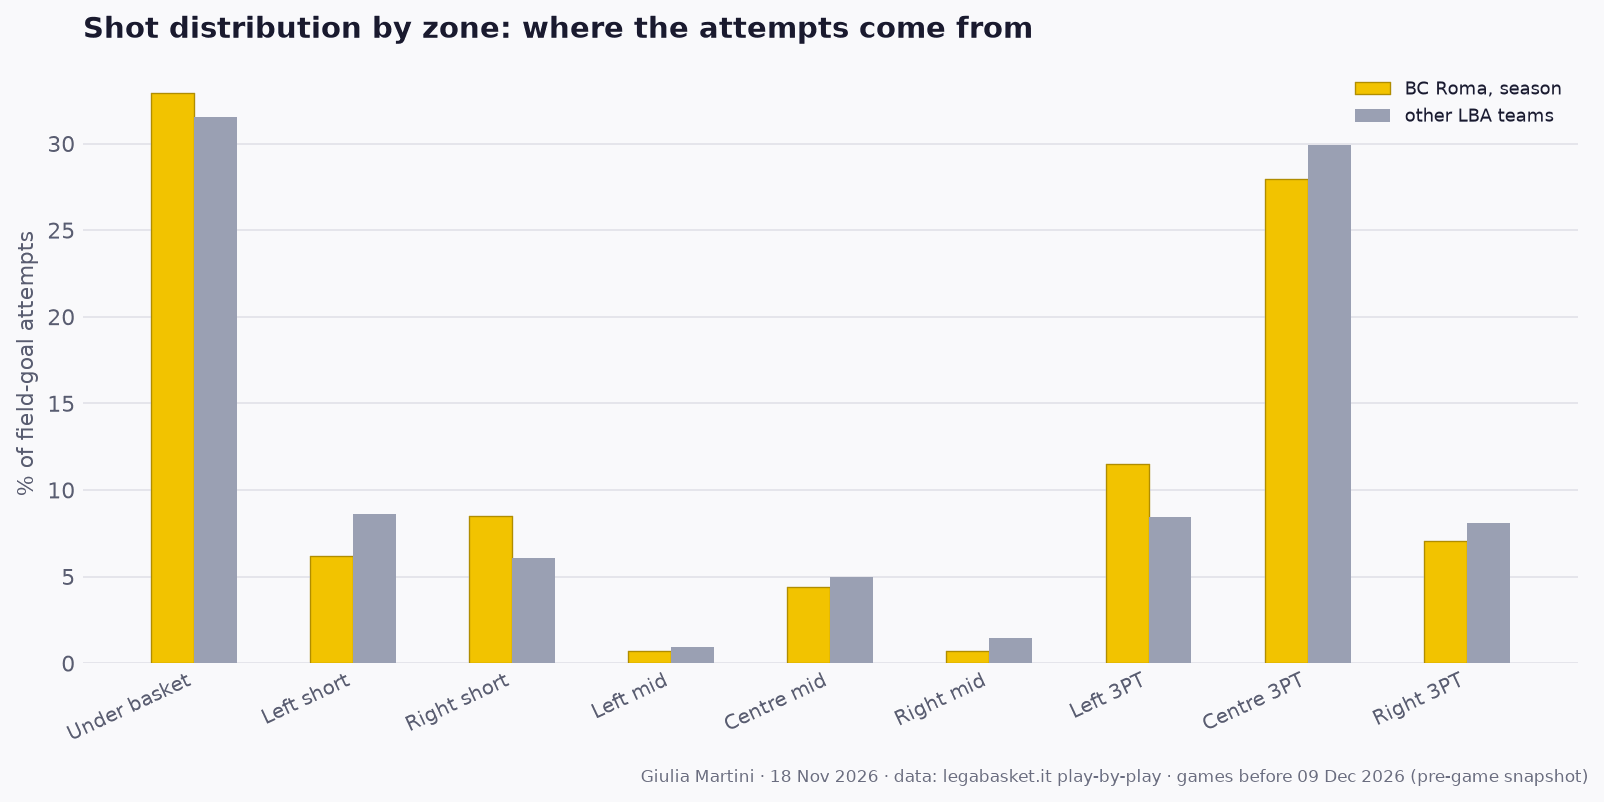 Shot distribution by zone: where the attempts come from
BC Roma, season
other LBA teams
% of field-goal attempts
30
25
20
15
10
5
0
Under basket
Left short
Right short
Left mid
Centre mid
Right mid
Left 3PT
Centre 3PT
Right 3PT
Giulia Martini · 18 Nov 2026 · data: legabasket.it play-by-play · games before 09 Dec 2026 (pre-game snapshot)